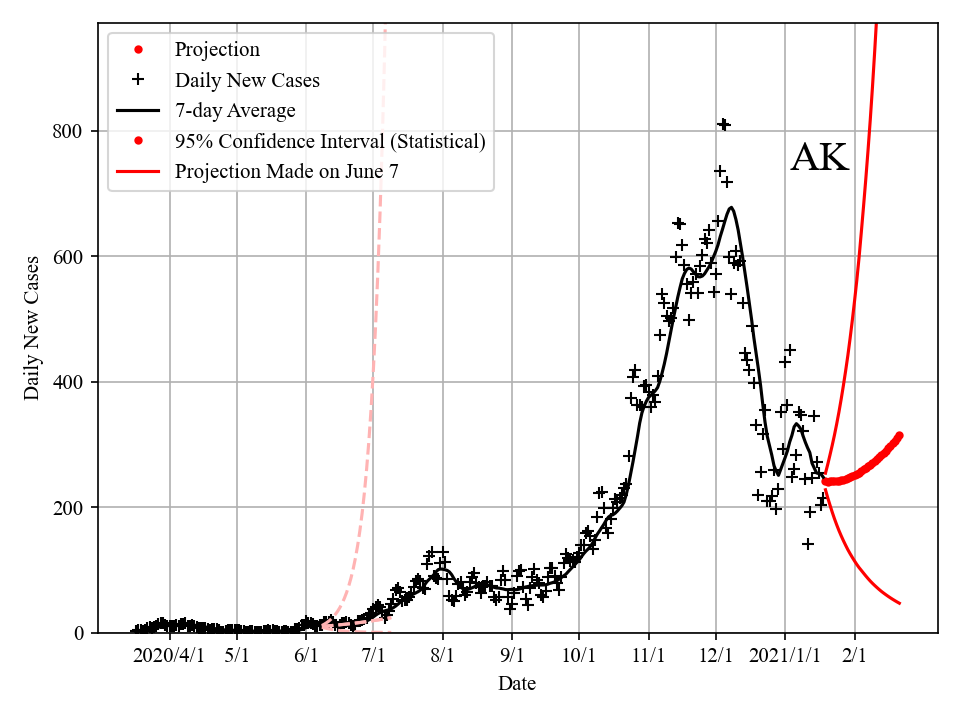 Projection
Daily New Cases
7-day Average
95% Confidence Interval (Statistical)
Projection Made on June 7
AK
800
600
400
200
0
Daily New Cases
2020/4/1 5/1 6/1 7/1 8/1 9/1 10/1 11/1 12/1 2021/1/1 2/1
Date